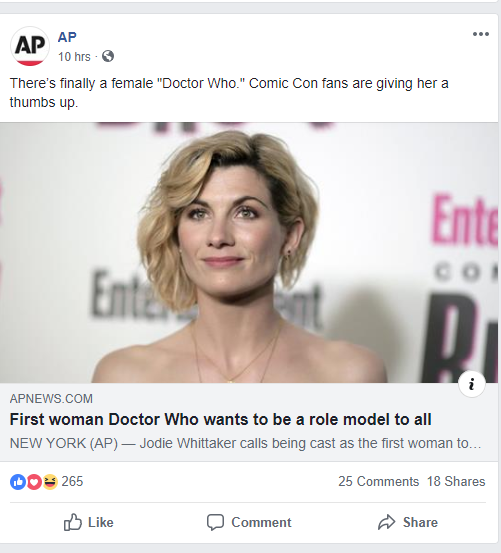 AP
AP
10 hrs ·
There's finally a female "Doctor Who." Comic Con fans are giving her a
thumbs up.
Ente
CO
Ente
nt
APNEWS.COM
First woman Doctor Who wants to be a role model to all
NEW YORK (AP) — Jodie Whittaker calls being cast as the first woman to...
265
25 Comments 18 Shares
Like Comment Share